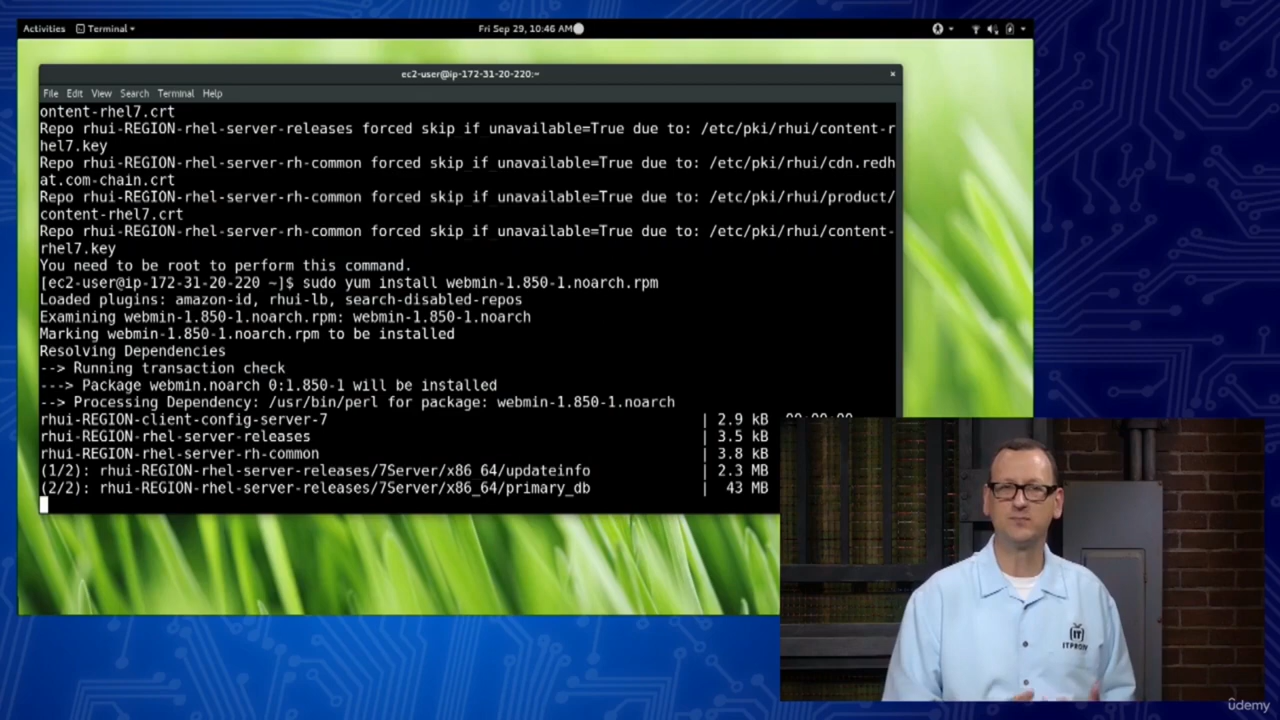 Activities Terminal
Fri Sep 29, 10:46 AM
ec2-user@ip-172-31-20-220:~
×
File Edit View Search Terminal Help
ontent-rhel7.crt
Repo rhui-REGION-rhel-server-releases forced skip_if_unavailable=True due to: /etc/pki/rhui/content-r
hel7.key
Repo rhui-REGION-rhel-server-rh-common forced skip_if_unavailable=True due to: /etc/pki/rhui/cdn.redh
at.com-chain.crt
Repo rhui-REGION-rhel-server-rh-common forced skip_if_unavailable=True due to: /etc/pki/rhui/product/
content-rhel7.crt
Repo rhui-REGION-rhel-server-rh-common forced skip_if_unavailable=True due to: /etc/pki/rhui/content-
rhel7.key
You need to be root to perform this command.
[ec2-user@ip-172-31-20-220 ~]$ sudo yum install webmin-1.850-1.noarch.rpm
Loaded plugins: amazon-id, rhui-lb, search-disabled-repos
Examining webmin-1.850-1.noarch.rpm: webmin-1.850-1.noarch
Marking webmin-1.850-1.noarch.rpm to be installed
Resolving Dependencies
--> Running transaction check
---> Package webmin.noarch 0:1.850-1 will be installed
--> Processing Dependency: /usr/bin/perl for package: webmin-1.850-1.noarch
rhui-REGION-client-config-server-7 | 2.9 kB 00:00:00
rhui-REGION-rhel-server-releases | 3.5 kB
rhui-REGION-rhel-server-rh-common | 3.8 kB
(1/2): rhui-REGION-rhel-server-releases/7Server/x86_64/updateinfo | 2.3 MB
(2/2): rhui-REGION-rhel-server-releases/7Server/x86_64/primary_db | 43 MB
IT
ITPROTV
udemy